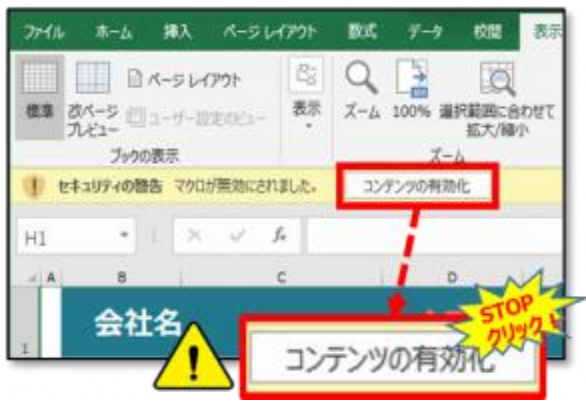 ファイル ホーム 挿入 ページ レイアウト 数式 データ 校閲 表示
標準 改ページ プレビュー ページ レイアウト ユーザー設定のビュー 表示 ズーム 100% 選択範囲に合わせて 拡大/縮小
ブックの表示 ズーム
セキュリティの警告 マクロが無効にされました。 コンテンツの有効化
H1 fx
A B C D
1 会社名
STOP
クリック!
コンテンツの有効化